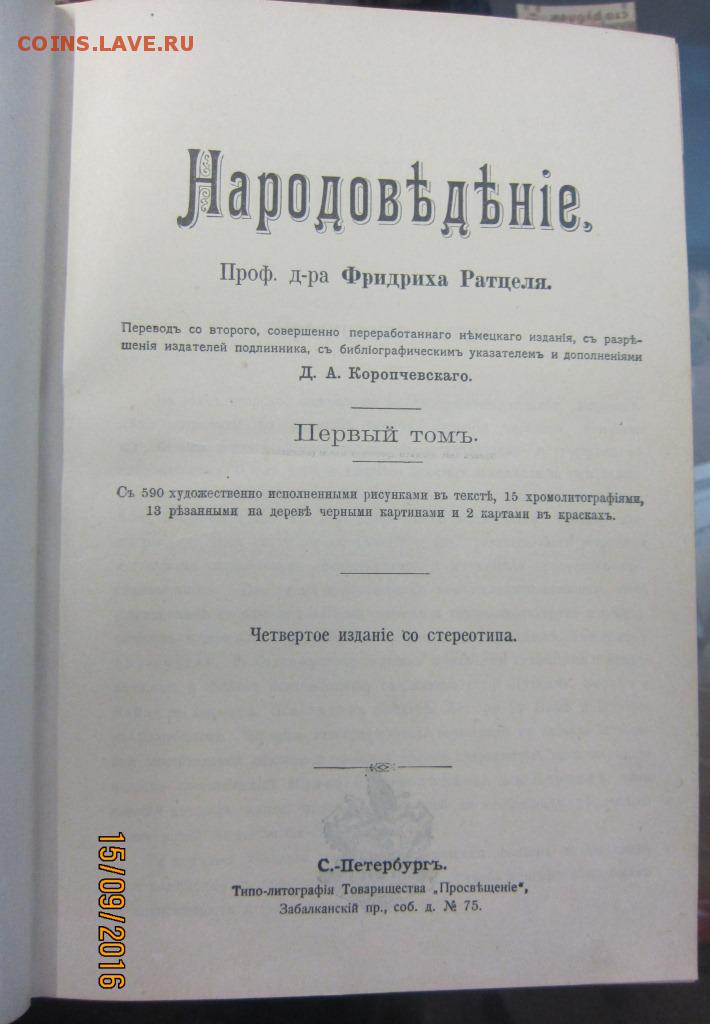 COINS.LAVE.RU
Народовѣдѣніе,
Проф. д-ра Фридриха Ратцеля.
Переводъ со второго, совершенно переработаннаго нѣмецкаго изданія, съ разрѣ-
шенія издателей подлинника, съ библіографическимъ указателемъ и дополненіями
Д. А. Коропчевскаго.
Первый томъ.
Съ 590 художественно исполненными рисунками въ текстѣ, 15 хромолитографіями,
13 рѣзанными на деревѣ черными картинами и 2 картами въ краскахъ.
Четвертое изданіе со стереотипа.
С.-Петербургъ.
Типо-литографія Товарищества „Просвѣщеніе",
Забалканскій пр., соб. д. № 75.
15/09/2016